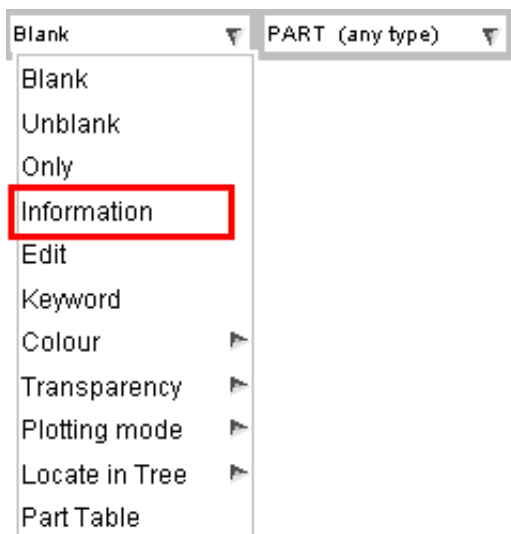 Blank PART (any type)
Blank
Unblank
Only
Information
Edit
Keyword
Colour
Transparency
Plotting mode
Locate in Tree
Part Table